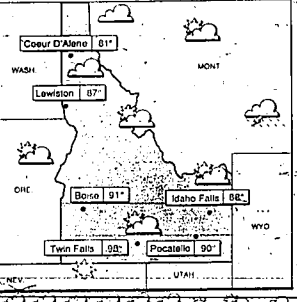 Coeur D'Alene 81°
WASH.
MONT
Lewiston 87°
ORE.
Boise 91°
Idaho Falls 88°
WYO
Twin Falls 98°
Pocatello 90°
NEV.
UTAH